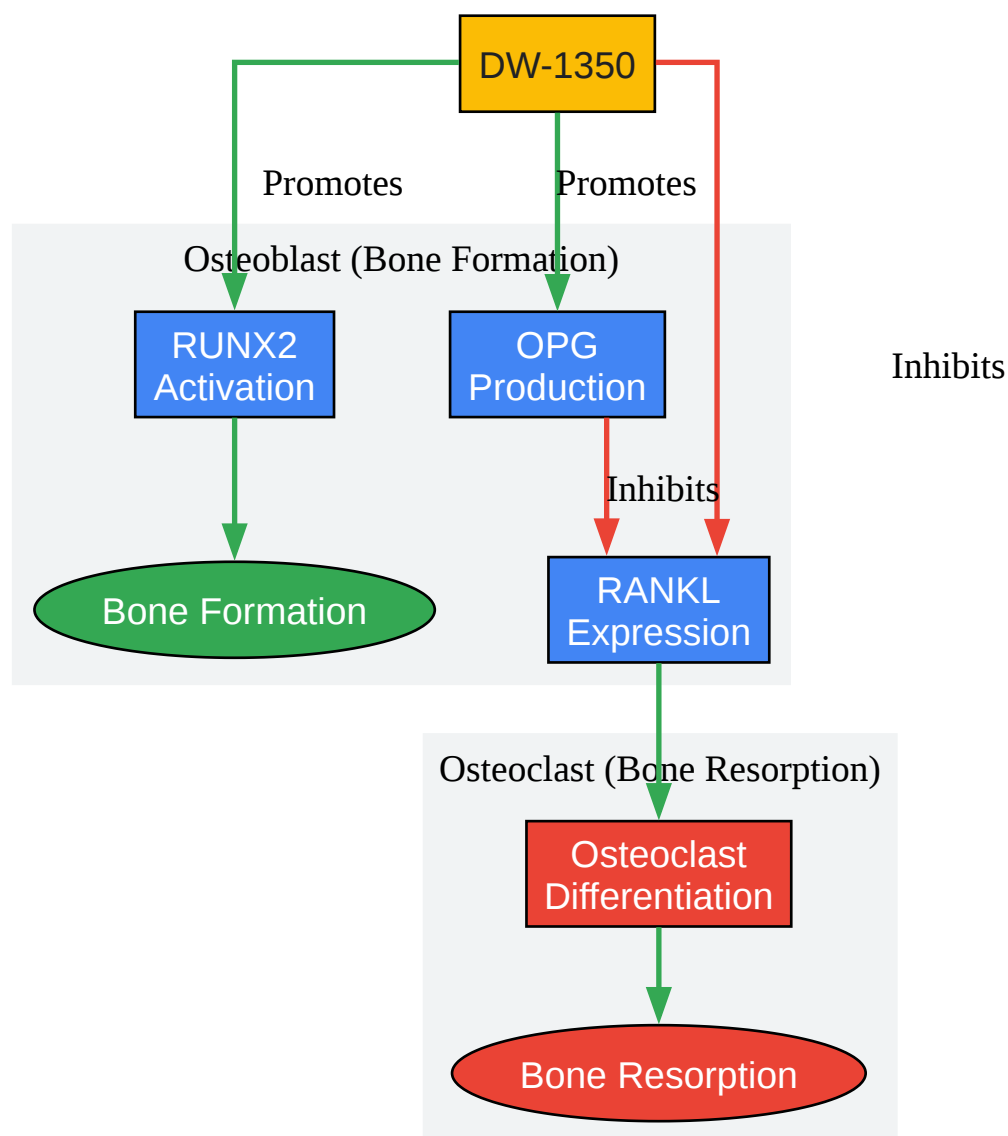 DW-1350
Promotes
Promotes
Osteoblast (Bone Formation)
RUNX2
Activation
OPG
Production
Inhibits
Inhibits
Bone Formation
RANKL
Expression
Osteoclast (Bone Resorption)
Osteoclast
Differentiation
Bone Resorption